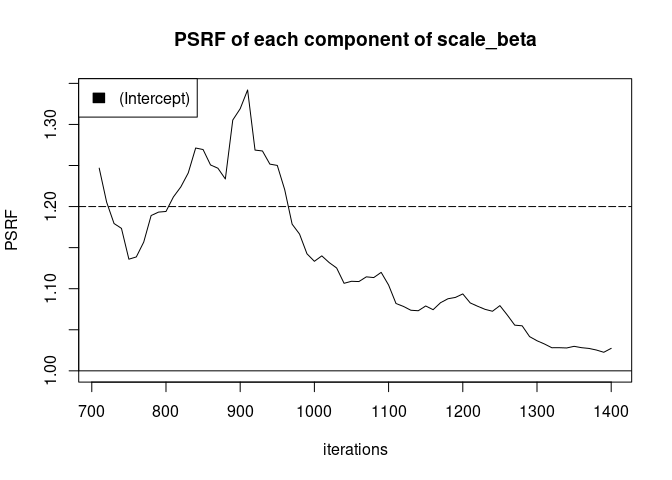 PSRF of each component of scale_beta
(Intercept)
PSRF
1.30
1.20
1.10
1.00
700 800 900 1000 1100 1200 1300 1400
iterations